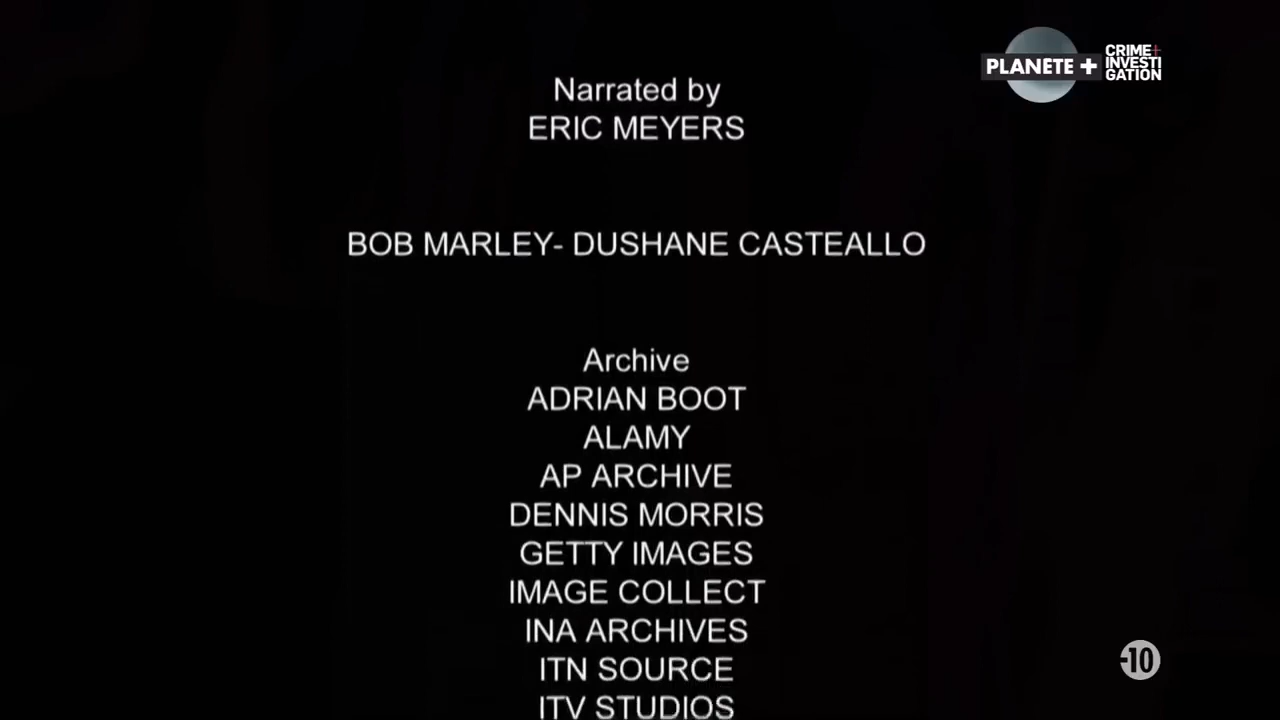 Narrated by
ERIC MEYERS
BOB MARLEY- DUSHANE CASTEALLO
Archive
ADRIAN BOOT
ALAMY
AP ARCHIVE
DENNIS MORRIS
GETTY IMAGES
IMAGE COLLECT
INA ARCHIVES
ITN SOURCE
ITV STUDIOS
PLANETE +
CRIME+
INVESTI
GATION
-10